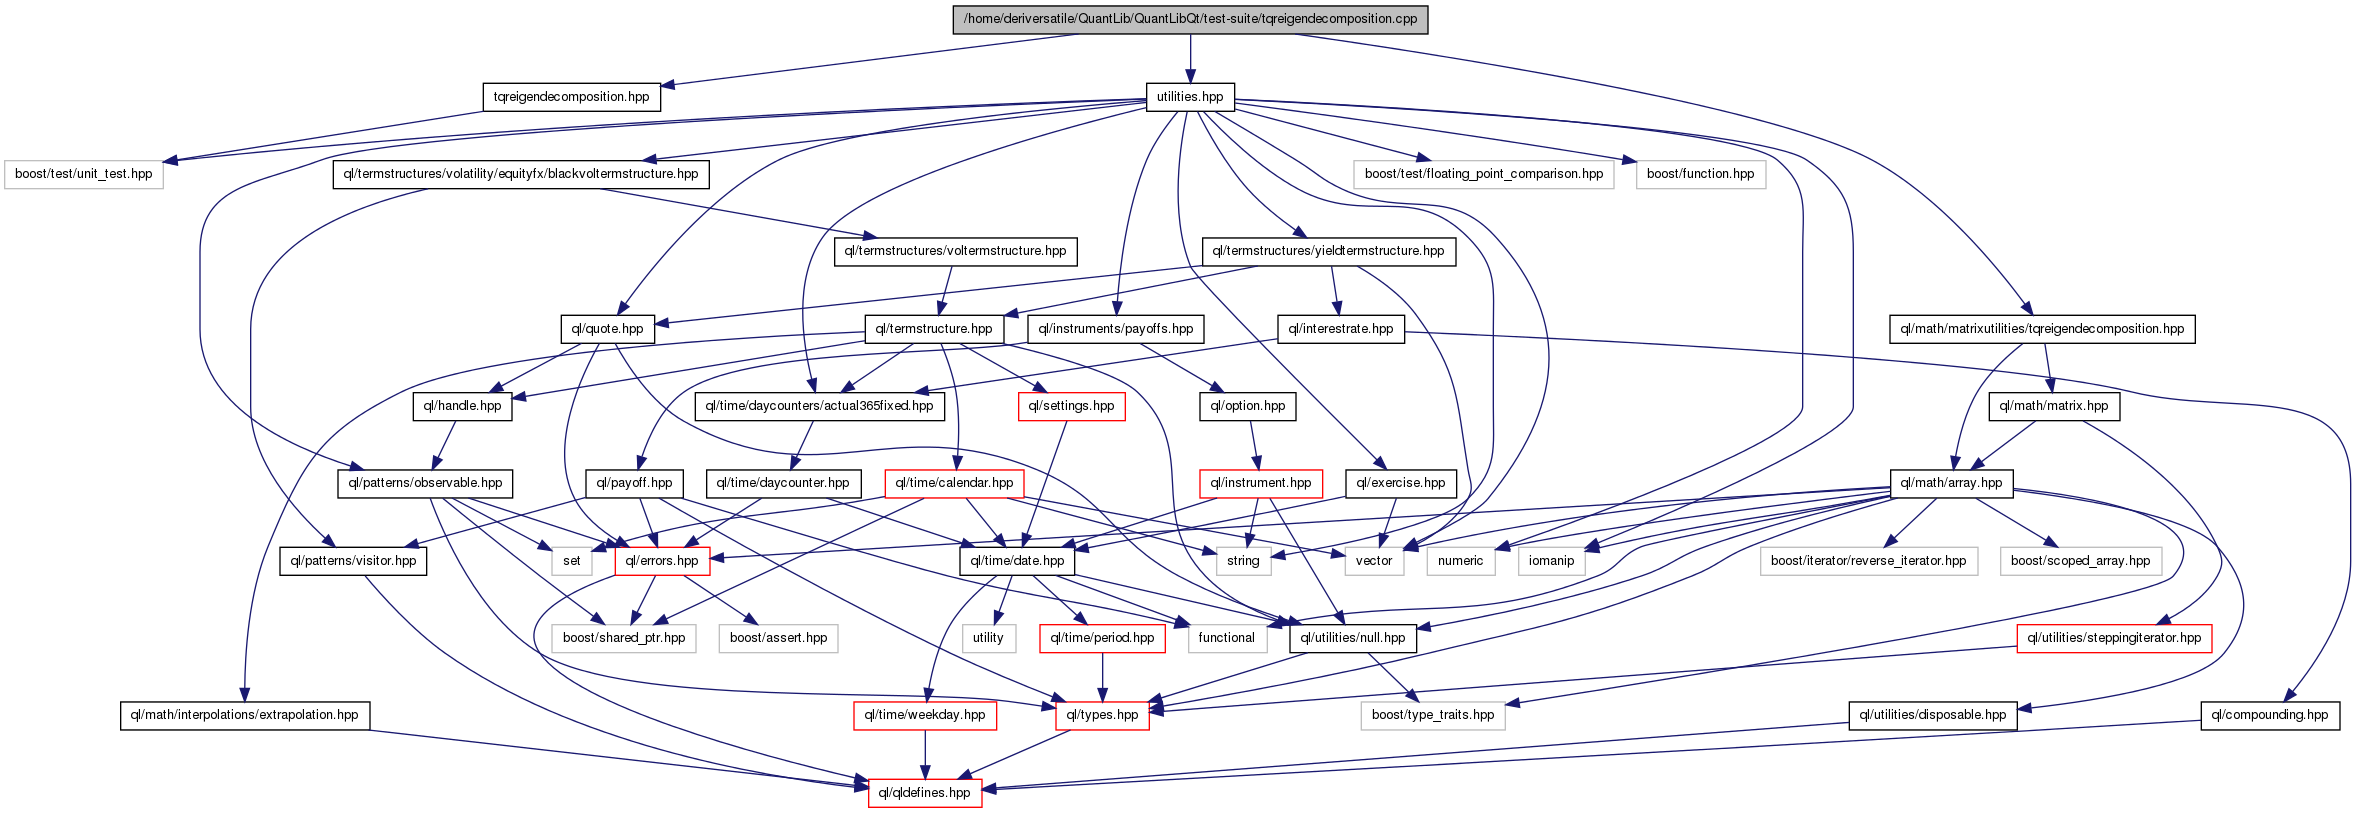 /home/deriversatile/QuantLib/QuantLibQt/test-suite/tqreigendecomposition.cpp
tqreigendecomposition.hpp
utilities.hpp
boost/test/unit_test.hpp
ql/termstructures/volatility/equityfx/blackvoltermstructure.hpp
boost/test/floating_point_comparison.hpp
boost/function.hpp
ql/termstructures/voltermstructure.hpp
ql/termstructures/yieldtermstructure.hpp
ql/quote.hpp
ql/termstructure.hpp
ql/instruments/payoffs.hpp
ql/interestrate.hpp
ql/math/matrixutilities/tqreigendecomposition.hpp
ql/handle.hpp
ql/time/daycounters/actual365fixed.hpp
ql/settings.hpp
ql/option.hpp
ql/math/matrix.hpp
ql/patterns/observable.hpp
ql/payoff.hpp
ql/time/daycounter.hpp
ql/time/calendar.hpp
ql/instrument.hpp
ql/exercise.hpp
ql/math/array.hpp
ql/patterns/visitor.hpp
set
ql/errors.hpp
ql/time/date.hpp
string
vector
numeric
iomanip
boost/iterator/reverse_iterator.hpp
boost/scoped_array.hpp
boost/shared_ptr.hpp
boost/assert.hpp
utility
ql/time/period.hpp
functional
ql/utilities/null.hpp
ql/utilities/steppingiterator.hpp
ql/math/interpolations/extrapolation.hpp
ql/time/weekday.hpp
ql/types.hpp
boost/type_traits.hpp
ql/utilities/disposable.hpp
ql/compounding.hpp
ql/qldefines.hpp